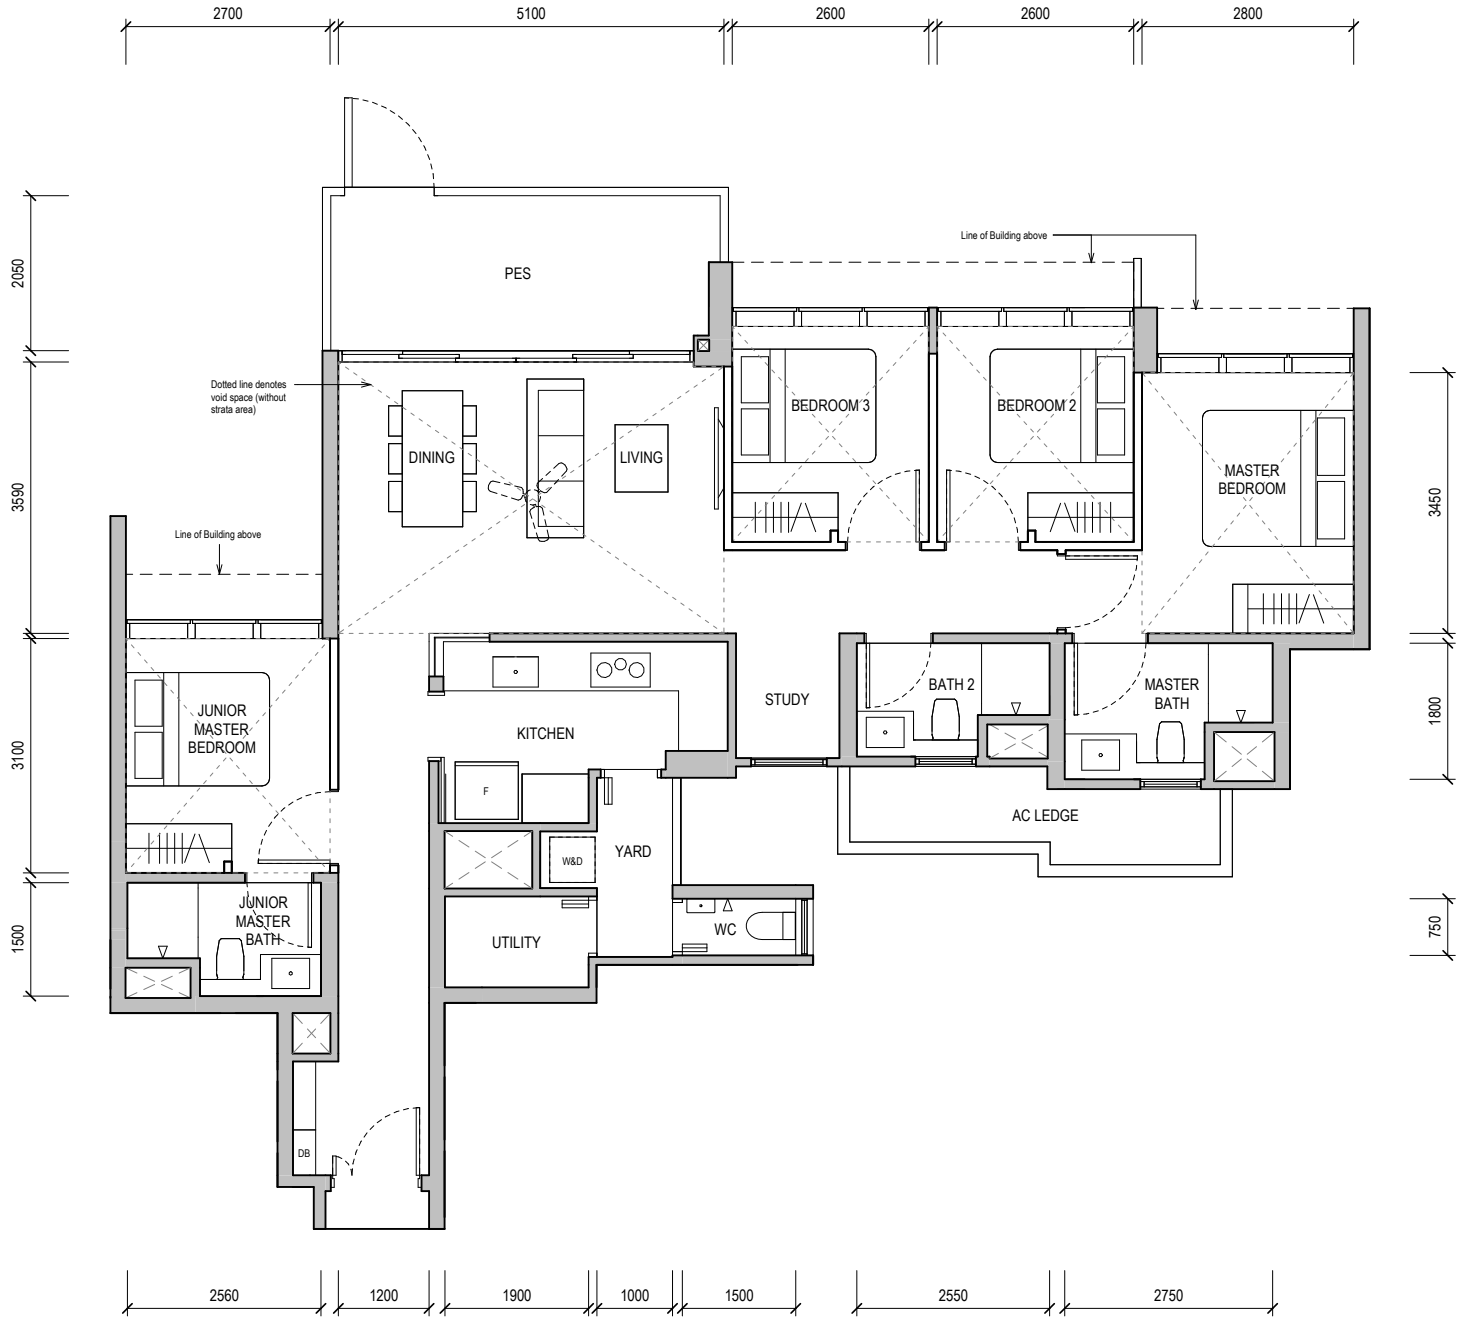 2700
5100
2600
2600
2800
2050
PES
Line of Building above
Dotted line denotes
void space (without
strata area)
DINING
LIVING
BEDROOM 3
BEDROOM 2
MASTER
BEDROOM
3590
3450
Line of Building above
JUNIOR
MASTER
BEDROOM
KITCHEN
STUDY
BATH 2
MASTER
BATH
3100
1800
F
AC LEDGE
W&D
YARD
JUNIOR
MASTER
BATH
UTILITY
WC
1500
750
DB
2560
1200
1900
1000
1500
2550
2750